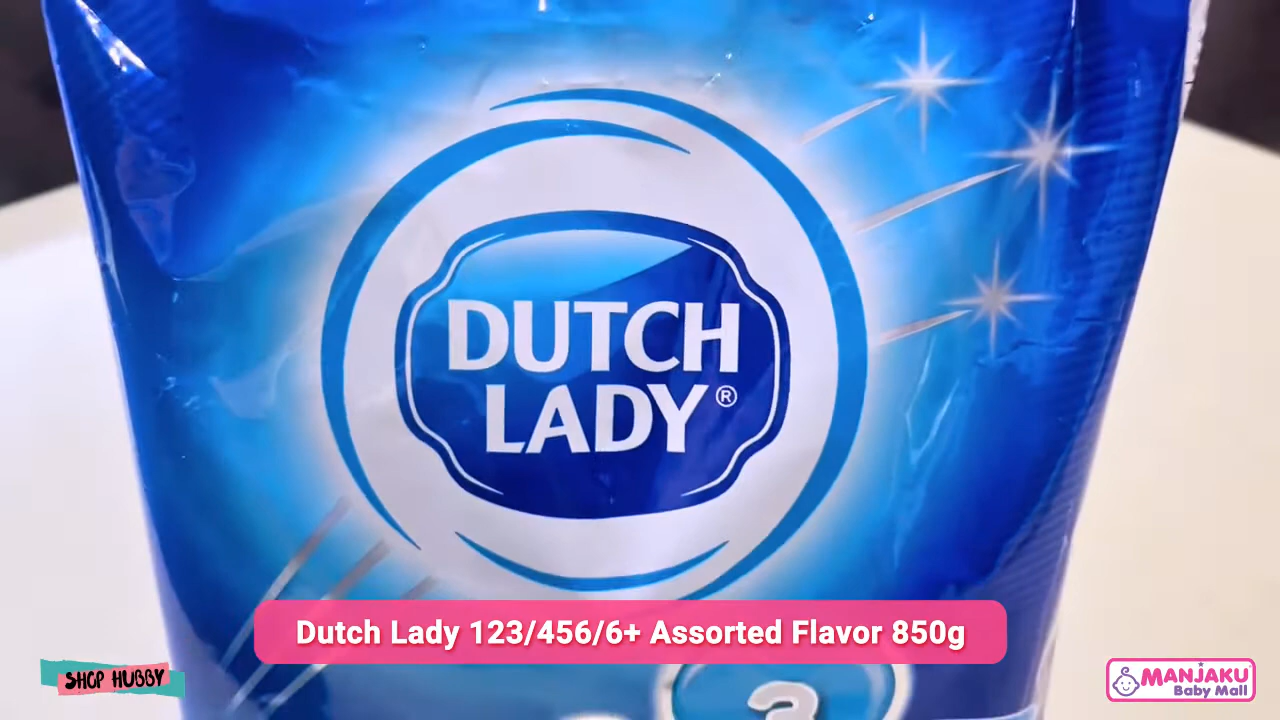 DUTCH
LADY®
Dutch Lady 123/456/6+ Assorted Flavor 850g
SHOP HUBBY
MANJAKU
Baby Mall